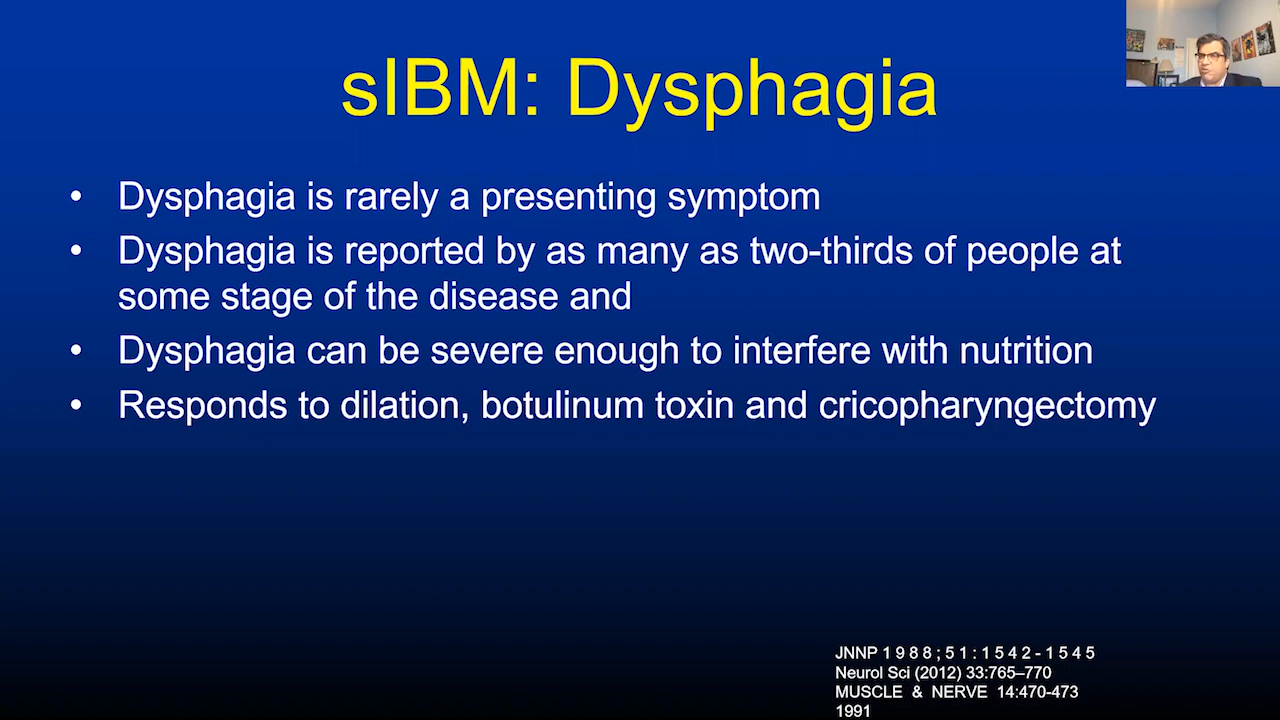 sIBM: Dysphagia
• Dysphagia is rarely a presenting symptom
• Dysphagia is reported by as many as two-thirds of people at
some stage of the disease and
• Dysphagia can be severe enough to interfere with nutrition
• Responds to dilation, botulinum toxin and cricopharyngectomy
JNNP 1 9 8 8 ; 5 1 : 1 5 4 2 - 1 5 4 5
Neurol Sci (2012) 33:765–770
MUSCLE & NERVE 14:470-473
1991